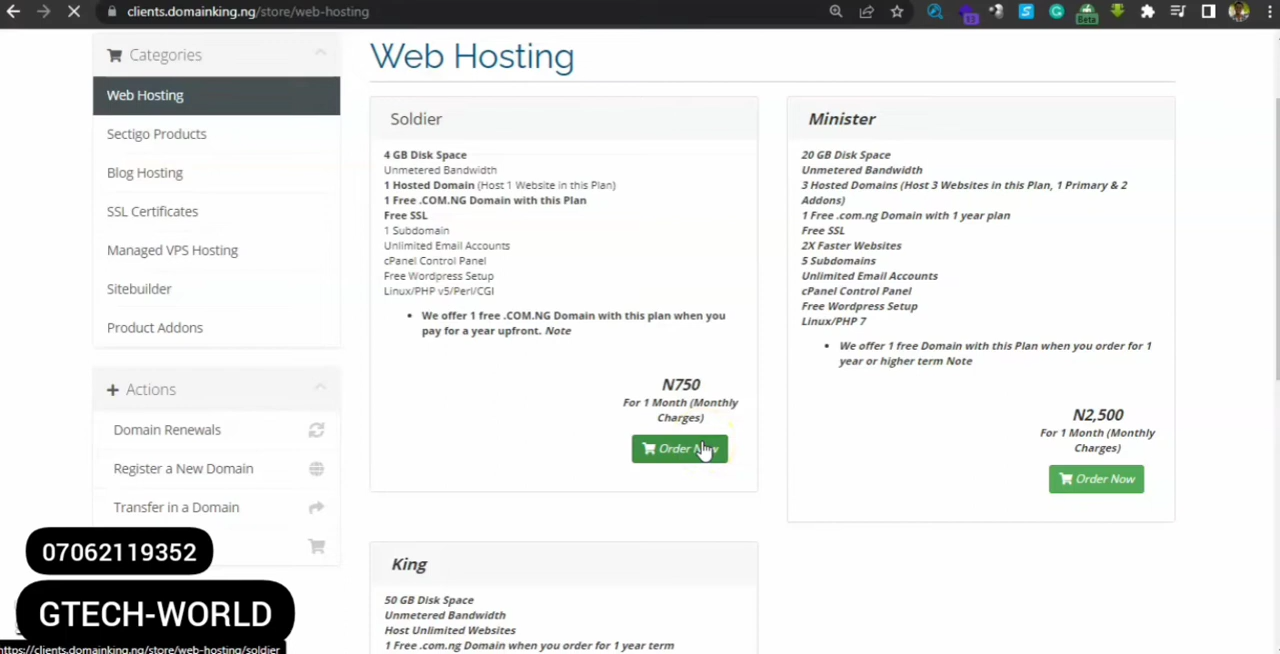 clients.domainking.ng/store/web-hosting
13
Beta
Categories
Web Hosting
Sectigo Products
Blog Hosting
SSL Certificates
Managed VPS Hosting
Sitebuilder
Product Addons
Actions
Domain Renewals
Register a New Domain
Transfer in a Domain
07062119352
GTECH-WORLD
https://clients.domainking.ng/store/web-hosting/soldier
Web Hosting
Soldier
4 GB Disk Space
Unmetered Bandwidth
1 Hosted Domain (Host 1 Website in this Plan)
1 Free .COM.NG Domain with this Plan
Free SSL
1 Subdomain
Unlimited Email Accounts
cPanel Control Panel
Free Wordpress Setup
Linux/PHP v5/Perl/CGI
• We offer 1 free .COM.NG Domain with this plan when you
pay for a year upfront. Note
N750
For 1 Month (Monthly
Charges)
Order Now
Minister
20 GB Disk Space
Unmetered Bandwidth
3 Hosted Domains (Host 3 Websites in this Plan, 1 Primary & 2
Addons)
1 Free .com.ng Domain with 1 year plan
Free SSL
2X Faster Websites
5 Subdomains
Unlimited Email Accounts
cPanel Control Panel
Free Wordpress Setup
Linux/PHP 7
• We offer 1 free Domain with this Plan when you order for 1
year or higher term Note
N2,500
For 1 Month (Monthly
Charges)
Order Now
King
50 GB Disk Space
Unmetered Bandwidth
Host Unlimited Websites
1 Free .com.ng Domain when you order for 1 year term